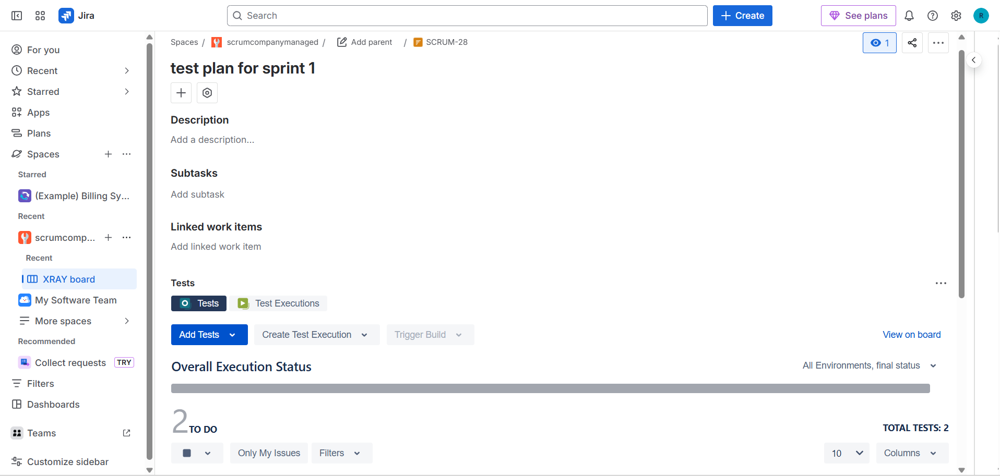 Jira
Search
Create
See plans
R
For you
Recent
Starred
Apps
Plans
Spaces
Starred
(Example) Billing Sy...
Recent
scrumcomp...
Recent
XRAY board
My Software Team
More spaces
Recommended
Collect requests TRY
Filters
Dashboards
Teams
Customize sidebar
Spaces / scrumcompanymanaged / Add parent / SCRUM-28
1
test plan for sprint 1
Description
Add a description...
Subtasks
Add subtask
Linked work items
Add linked work item
Tests
Tests Test Executions
Add Tests Create Test Execution Trigger Build View on board
Overall Execution Status All Environments, final status
2 TO DO TOTAL TESTS: 2
Only My Issues Filters 10 Columns